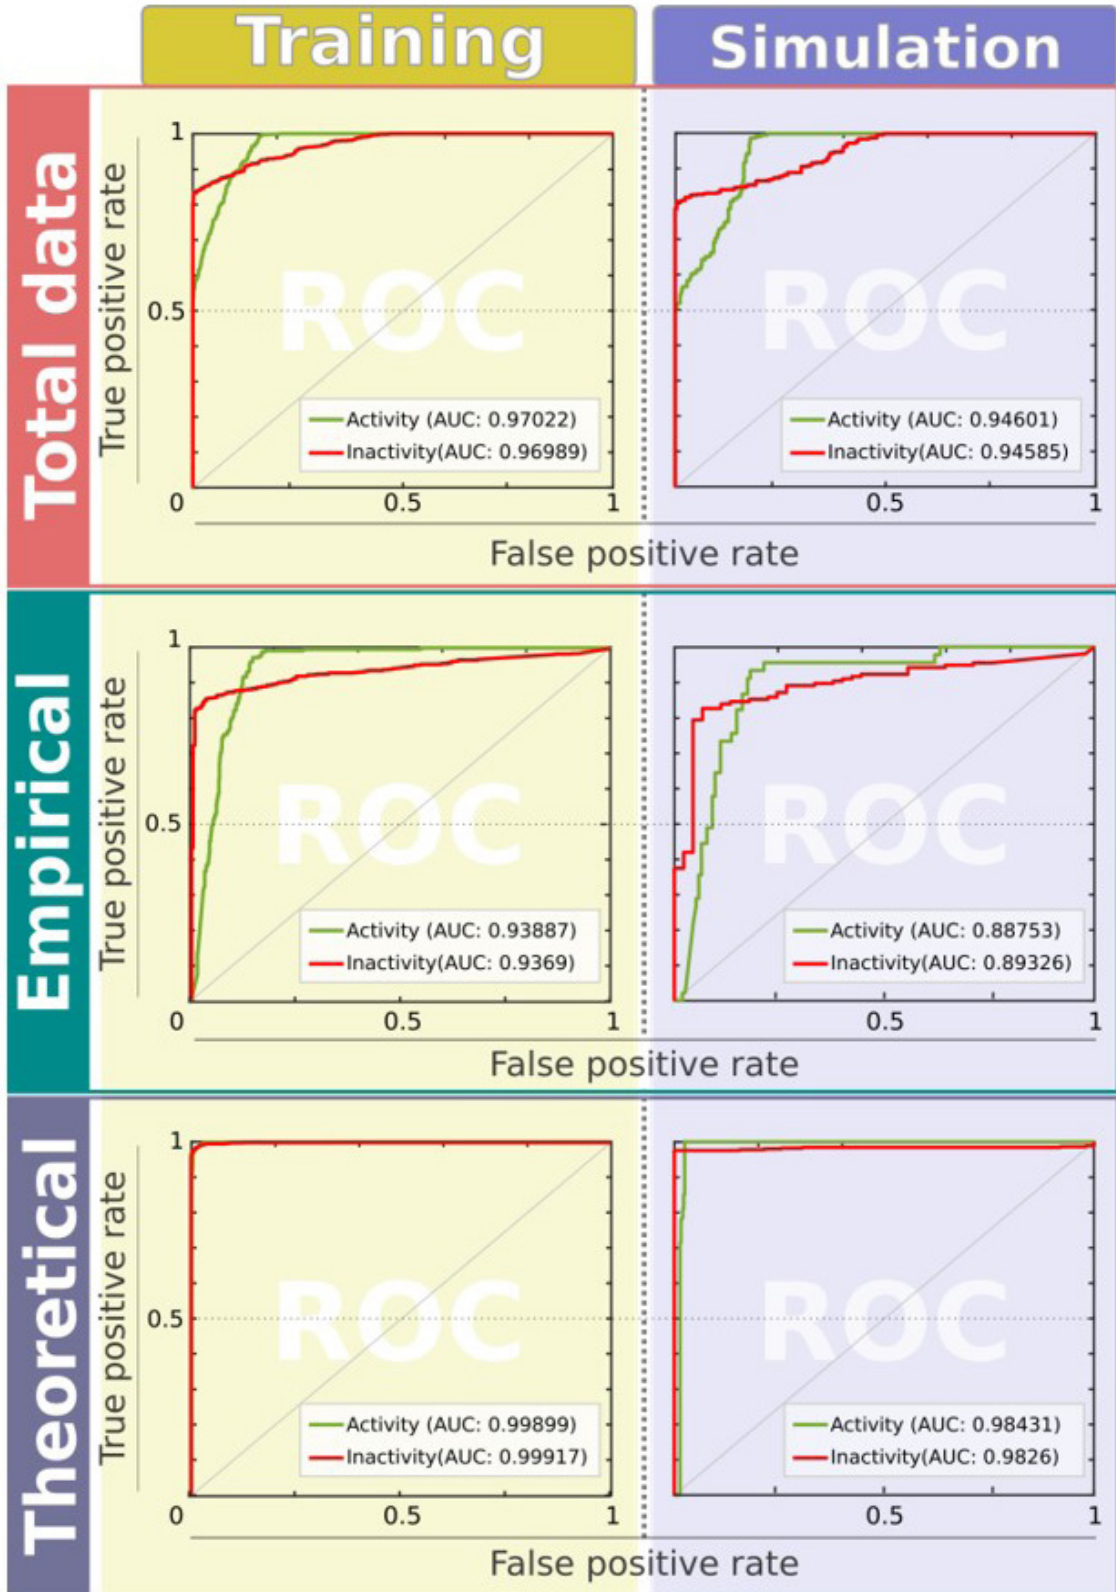 Training
Simulation
Total data
True positive rate
1
0.5
0
0.5
1
ROC
Activity (AUC: 0.97022)
Inactivity(AUC: 0.96989)
ROC
Activity (AUC: 0.94601)
Inactivity(AUC: 0.94585)
0.5
1
False positive rate
Empirical
True positive rate
1
0.5
0
0.5
1
ROC
Activity (AUC: 0.93887)
Inactivity(AUC: 0.9369)
ROC
Activity (AUC: 0.88753)
Inactivity(AUC: 0.89326)
0.5
1
False positive rate
Theoretical
True positive rate
1
0.5
0
0.5
1
ROC
Activity (AUC: 0.99899)
Inactivity(AUC: 0.99917)
ROC
Activity (AUC: 0.98431)
Inactivity(AUC: 0.9826)
0.5
1
False positive rate